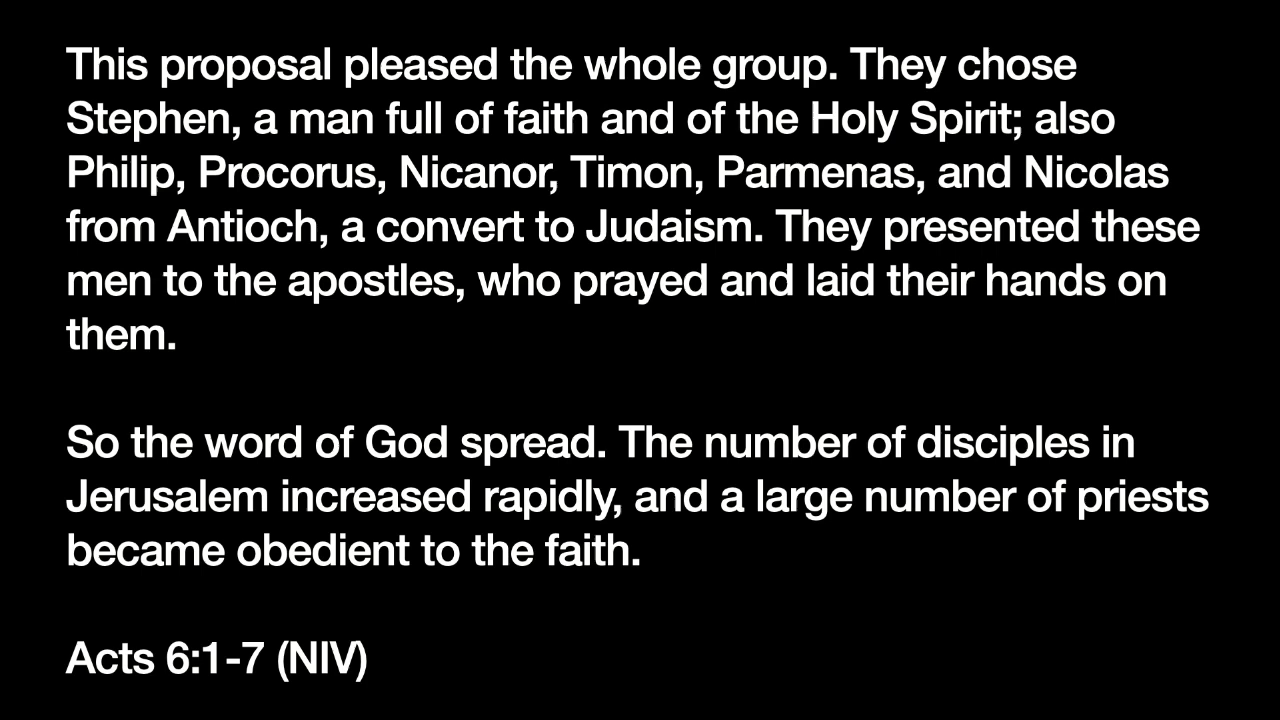 This proposal pleased the whole group. They chose
Stephen, a man full of faith and of the Holy Spirit; also
Philip, Procorus, Nicanor, Timon, Parmenas, and Nicolas
from Antioch, a convert to Judaism. They presented these
men to the apostles, who prayed and laid their hands on
them.
So the word of God spread. The number of disciples in
Jerusalem increased rapidly, and a large number of priests
became obedient to the faith.
Acts 6:1-7 (NIV)